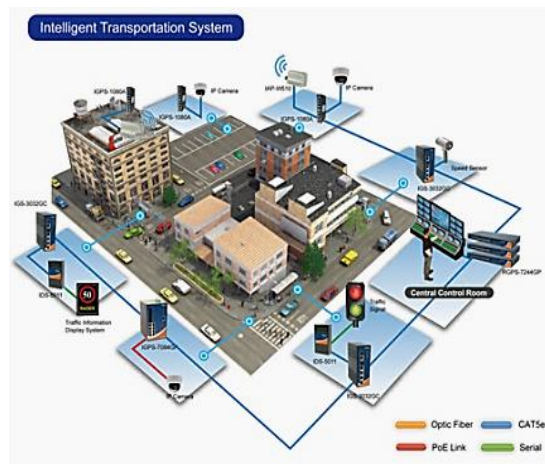 Intelligent Transportation System
IGPS-1080A
IP Camera
IGPS-1080A
IAP-W510
IP Camera
IGPS-1080A
Speed Sensor
IGS-3032GC
IGS-3032GC
RGPS-7244GP
Central Control Room
IDS-5011
50
Traffic Information
Display System
Traffic
Signal
IGPS-7084GP
IDS-5011
IP Camera
IGS-3032GC
Optic Fiber
CAT5e
PoE Link
Serial